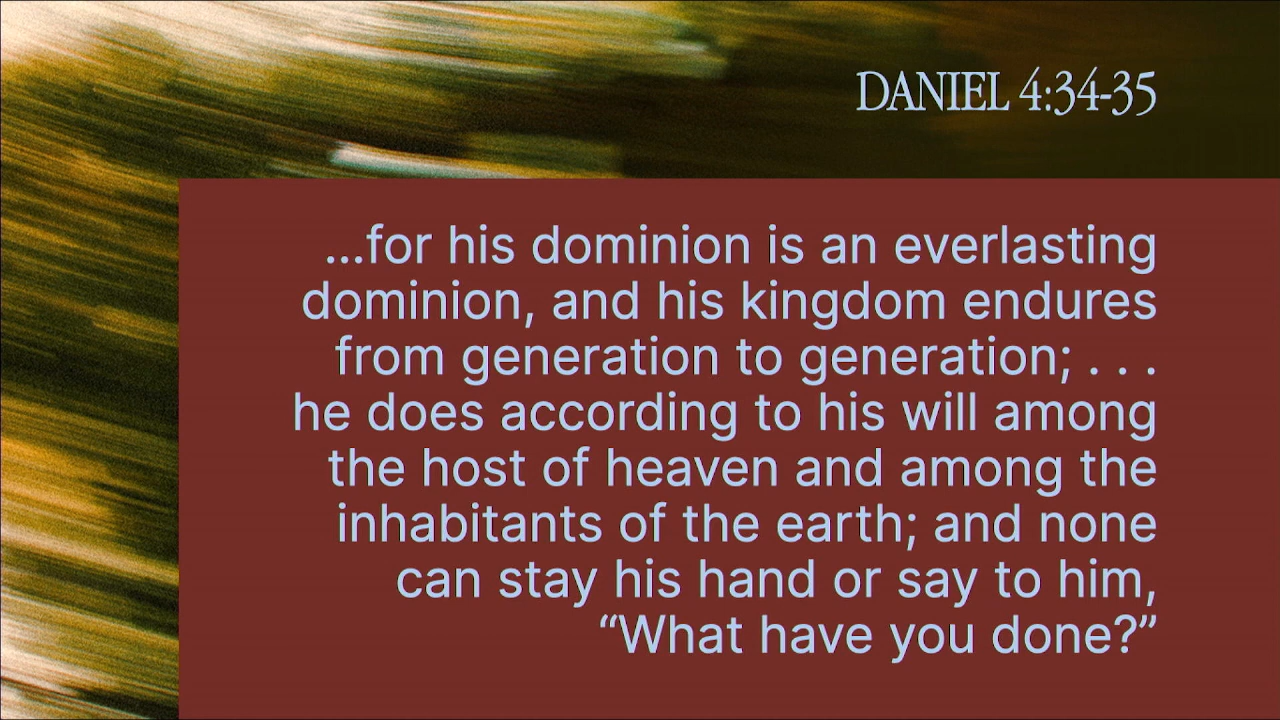 DANIEL 4:34-35
...for his dominion is an everlasting
dominion, and his kingdom endures
from generation to generation; . . .
he does according to his will among
the host of heaven and among the
inhabitants of the earth; and none
can stay his hand or say to him,
“What have you done?”